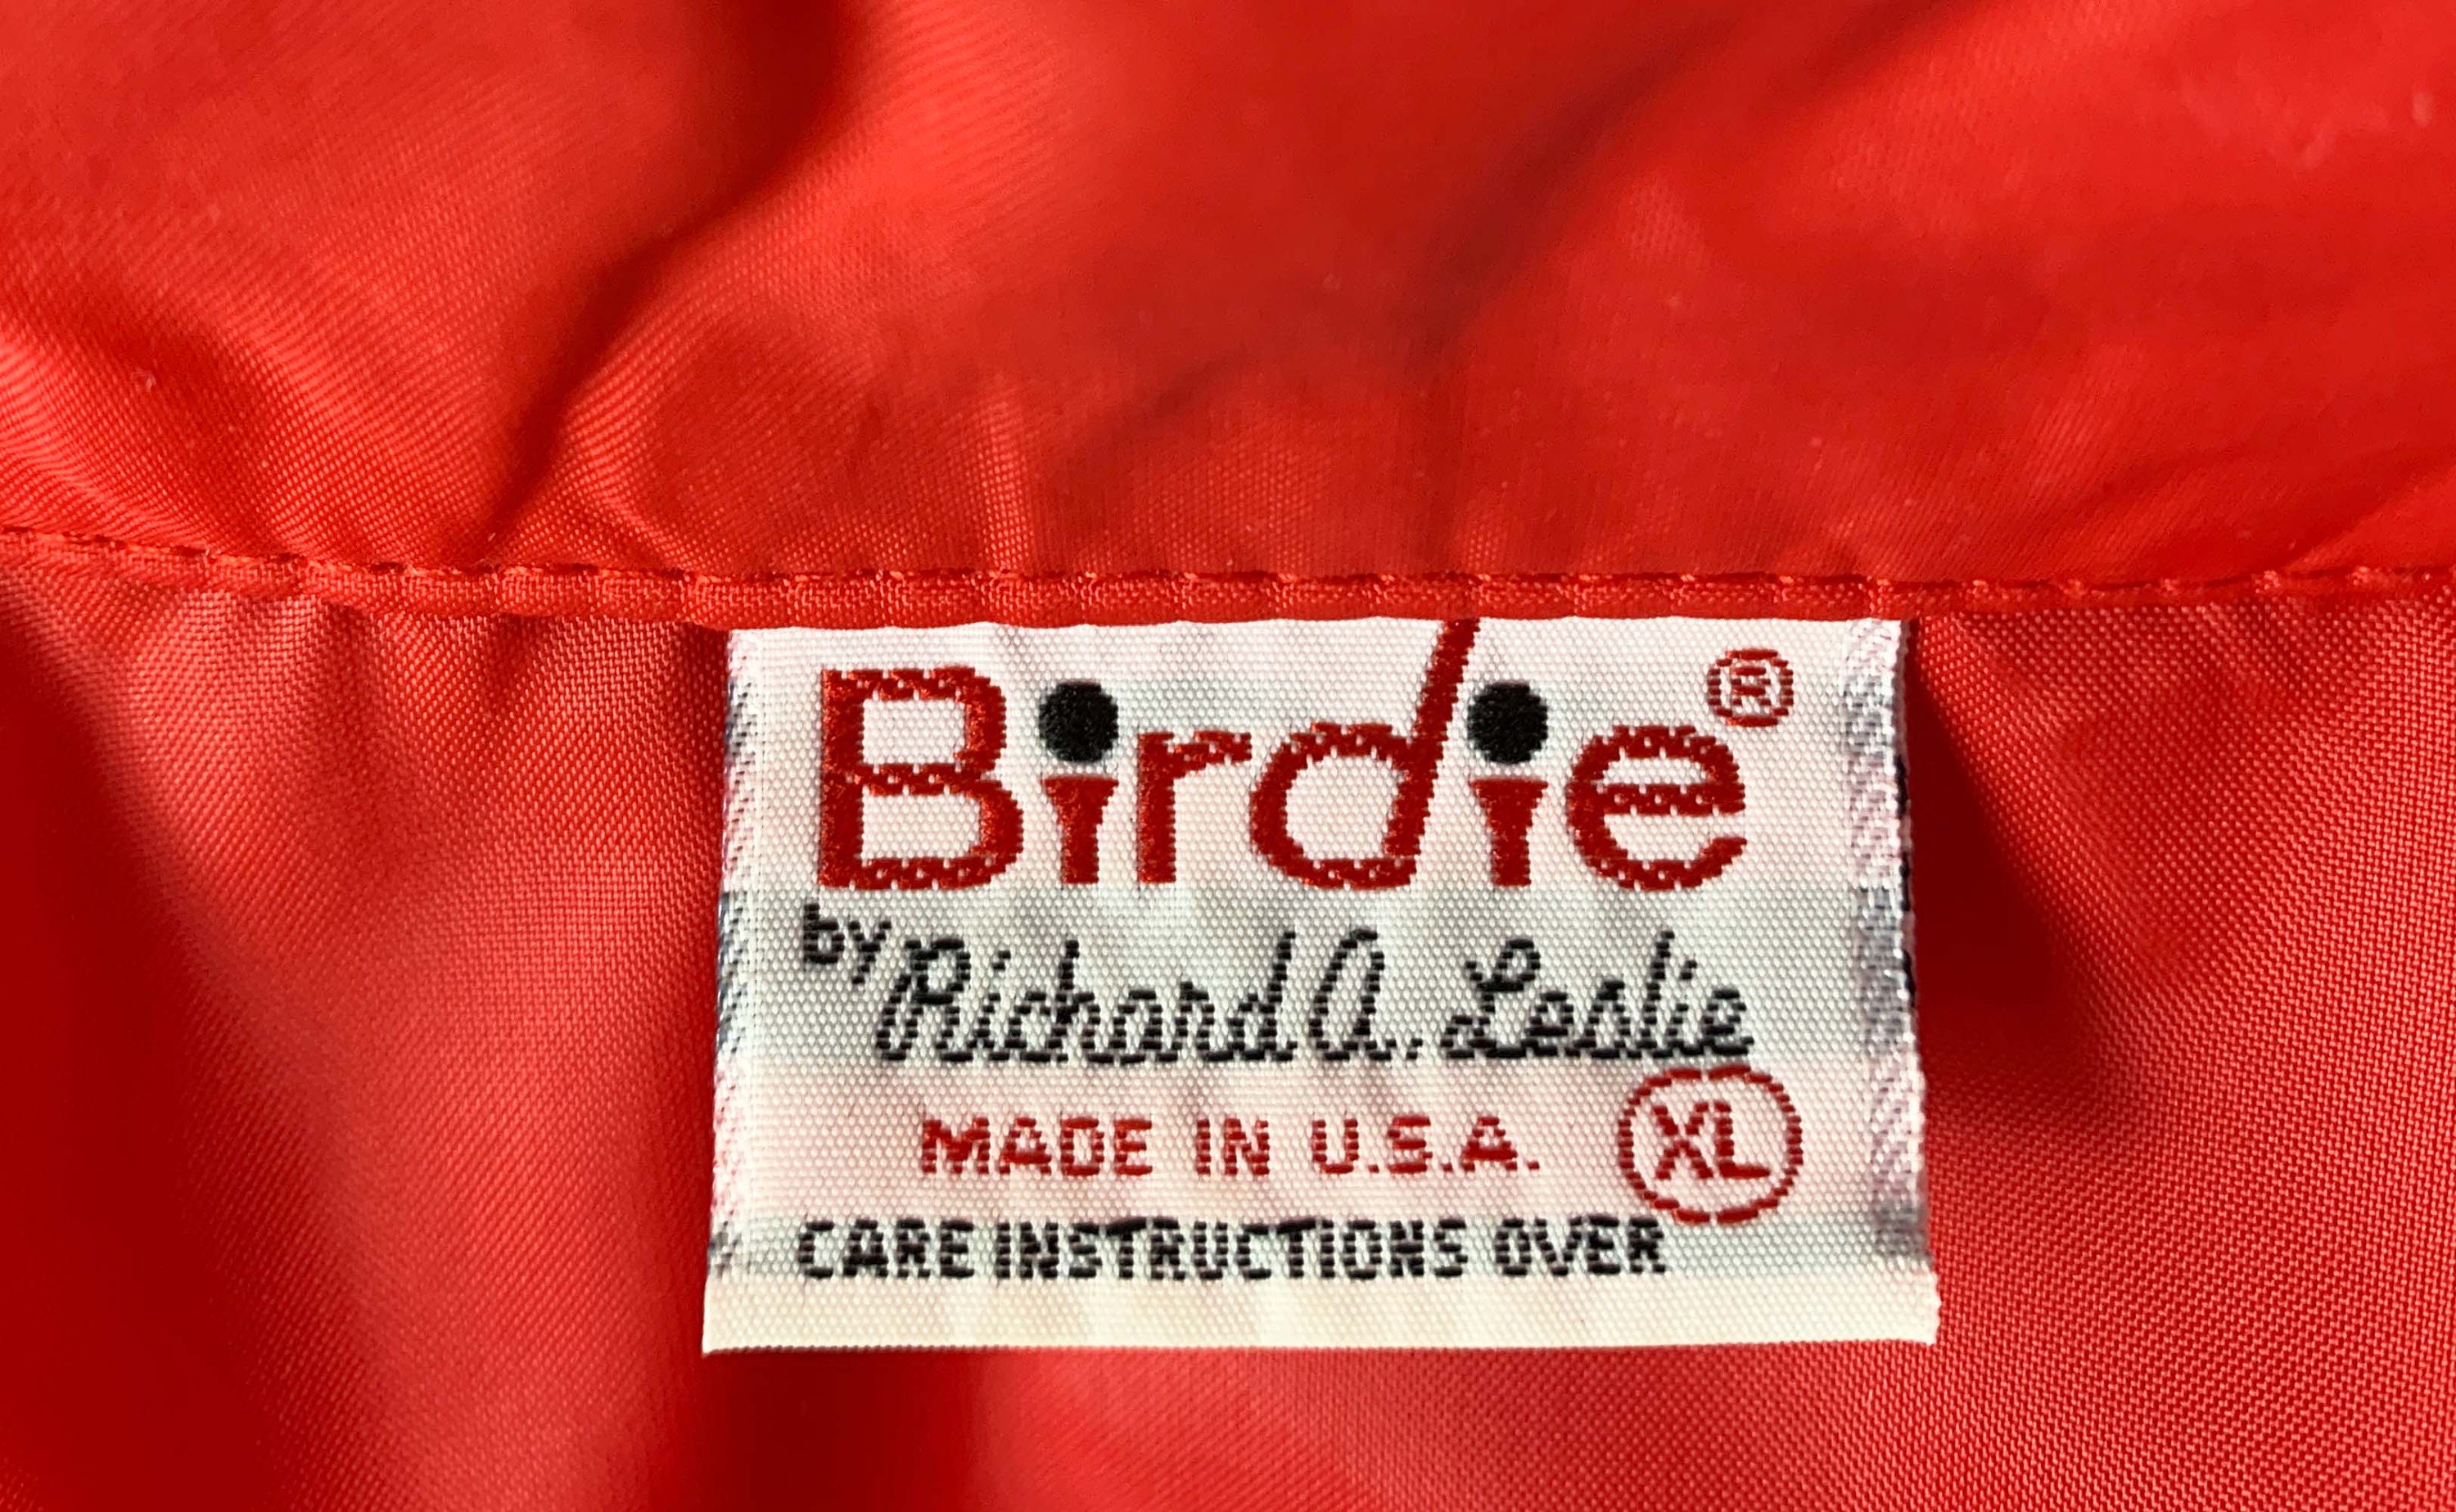 Birdie®
by Richard A. Leslie
MADE IN U.S.A. XL
CARE INSTRUCTIONS OVER